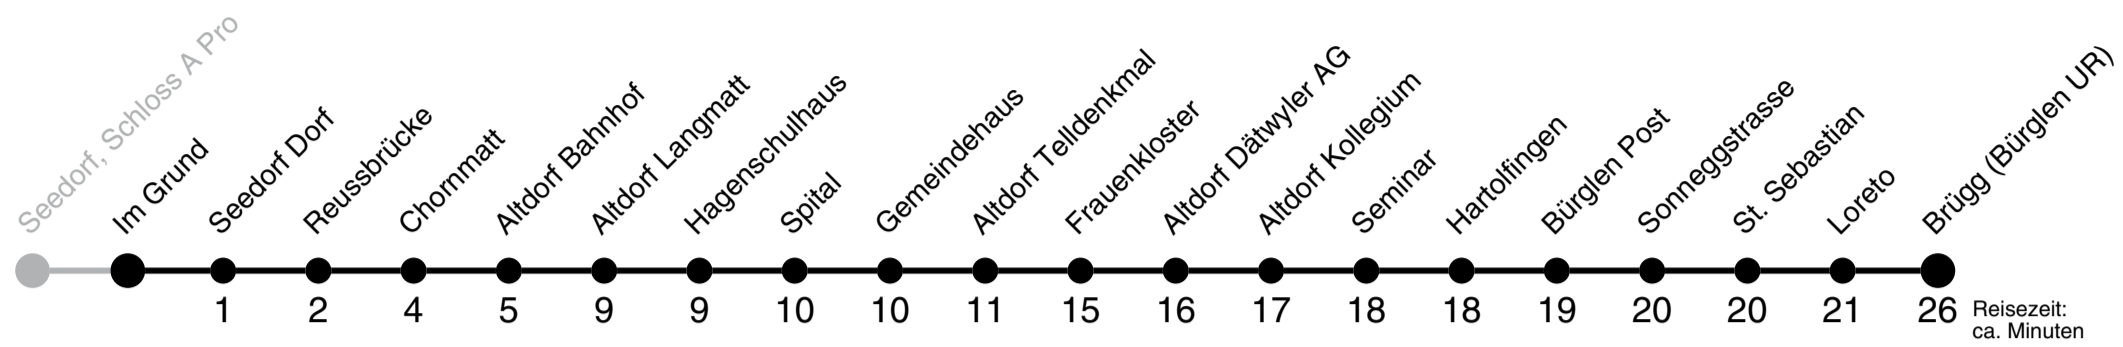 Seedorf, Schloss A Pro
Im Grund
Seedorf Dorf
Reussbrücke
Chornmatt
Altdorf Bahnhof
Altdorf Langmatt
Hagenschulhaus
Spital
Gemeindehaus
Altdorf Telldenkmal
Frauenkloster
Altdorf Dätwyler AG
Altdorf Kollegium
Seminar
Hartolfingen
Bürglen Post
Sonneggstrasse
St. Sebastian
Loreto
Brügg (Bürglen UR)
1 2 4 5 9 9 10 10 11 15 16 17 18 18 19 20 20 21 26
Reisezeit:
ca. Minuten